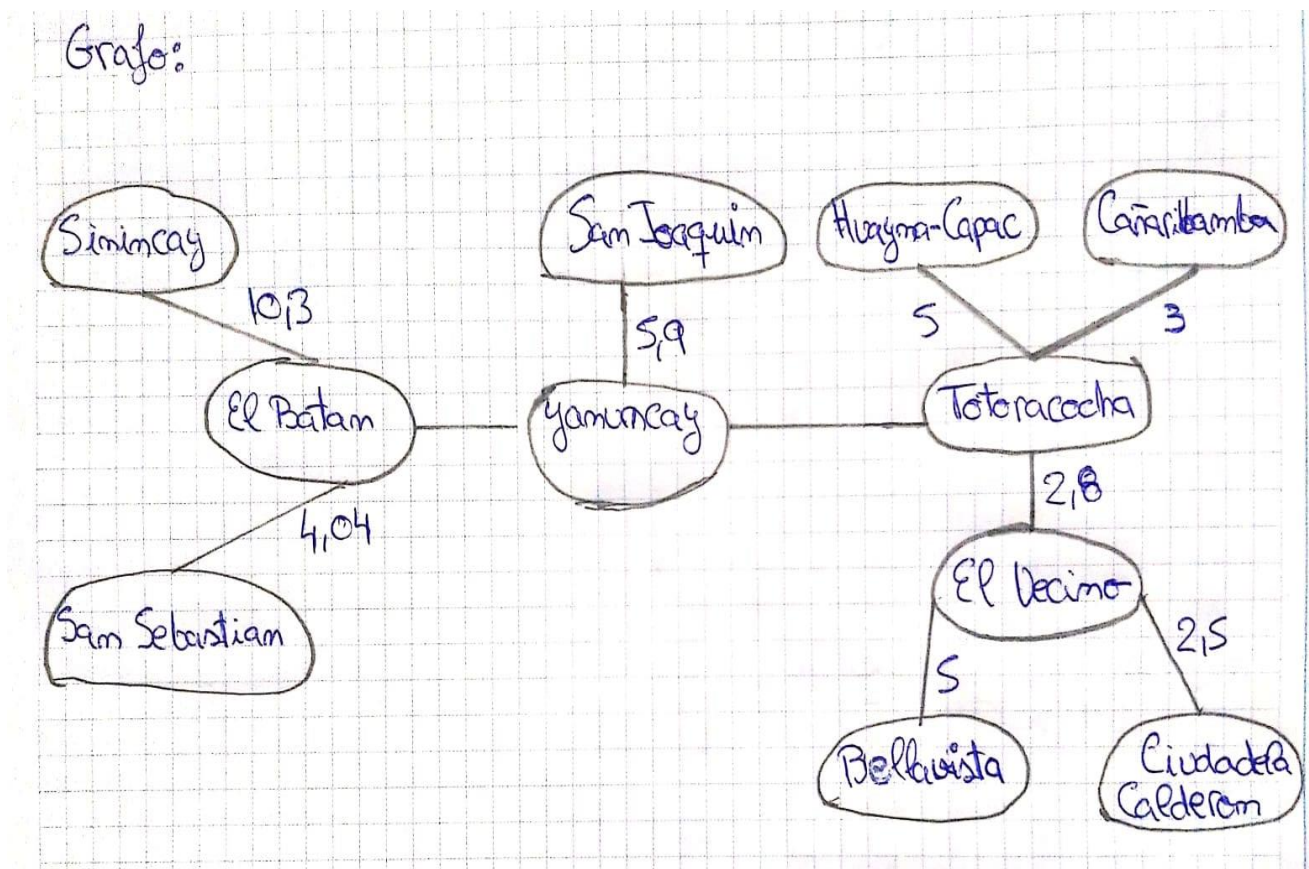 Grafo:
Sinincay
San Joaquin
Huayna-Capac
Cañaribamba
10,3
5,9
5
3
El Batan
Yanuncay
Totoracocha
2,8
4,04
El Vecino
San Sebastian
2,5
5
Bellavista
Ciudadela
Calderon